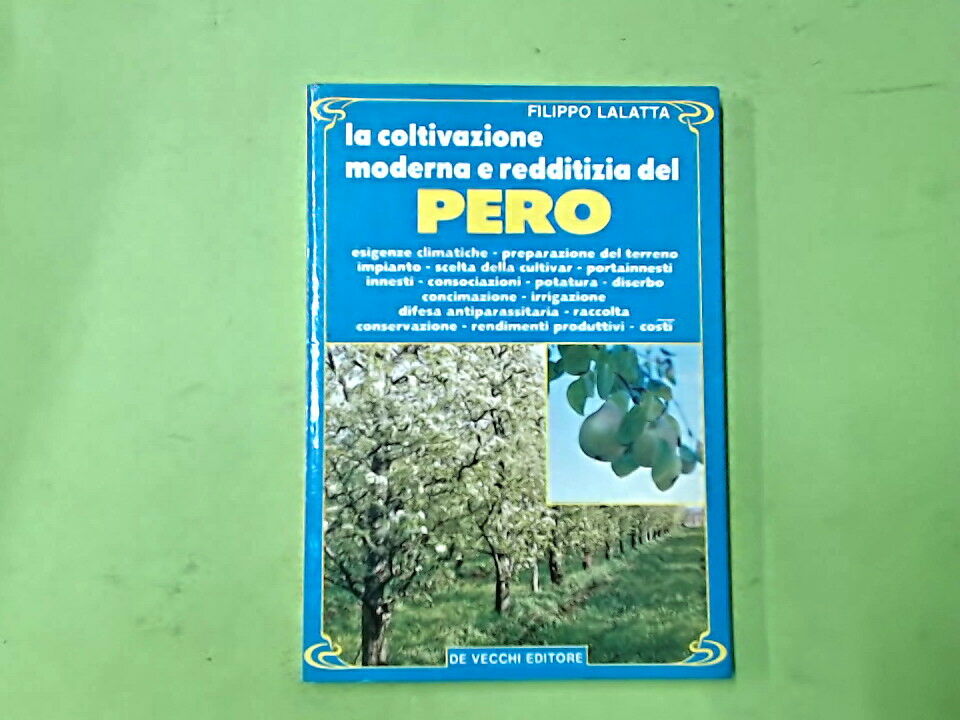 FILIPPO LALATTA
la coltivazione
moderna e redditizia del
PERO
esigenze climatiche - preparazione del terreno
impianto - scelta della cultivar - portainnesti
innesti - consociazioni - potatura - diserbo
concimazione - irrigazione
difesa antiparassitaria - raccolta
conservazione - rendimenti produttivi - costi
DE VECCHI EDITORE